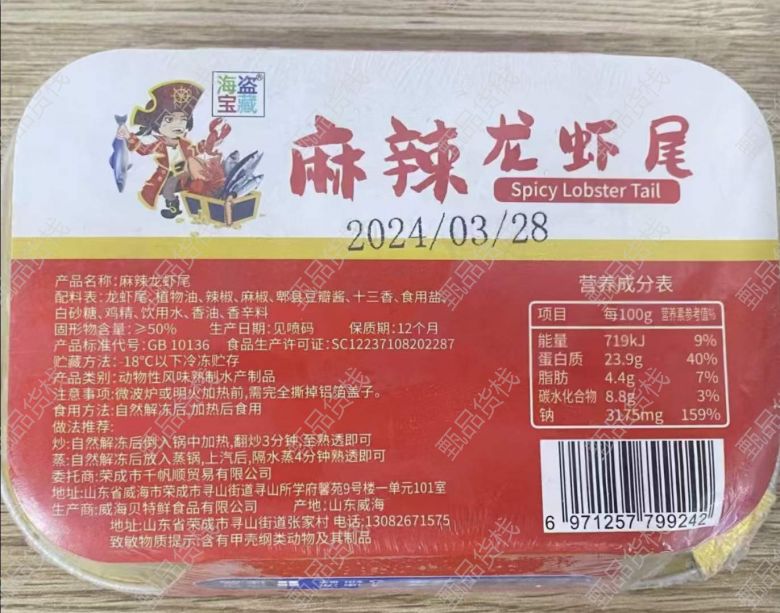 海盗宝藏®
麻辣龙虾尾
Spicy Lobster Tail
2024/03/28
产品名称:麻辣龙虾尾
配料表:龙虾尾、植物油、辣椒、麻椒、郫县豆瓣酱、十三香、食用盐、
白砂糖、鸡精、饮用水、香油、香辛料
固形物含量:≥50% 生产日期:见喷码 保质期:12个月
产品标准代号:GB 10136 食品生产许可证:SC12237108202287
贮藏方法: -18°C以下冷冻贮存
产品类别:动物性风味熟制水产制品
注意事项:微波炉或明火加热前,需完全撕掉铝箔盖子。
食用方法:自然解冻后,加热后食用
做法推荐:
炒:自然解冻后倒入锅中加热,翻炒3分钟,至熟透即可
蒸:自然解冻后放入蒸锅,上汽后,隔水蒸4分钟熟透即可
委托商:荣成市千帆顺贸易有限公司
地址:山东省威海市荣成市寻山街道寻山所学府馨苑9号楼一单元101室
生产商:威海贝特鲜食品有限公司 产地:山东威海
地址:山东省荣成市寻山街道张家村 电话:13082671575
致敏物质提示:含有甲壳纲类动物及其制品
营养成分表
项目 每100g 营养素参考值%
能量 719kJ 9%
蛋白质 23.9g 40%
脂肪 4.4g 7%
碳水化合物 8.8g 3%
钠 3175mg 159%
6 971257 799242
甄品货栈